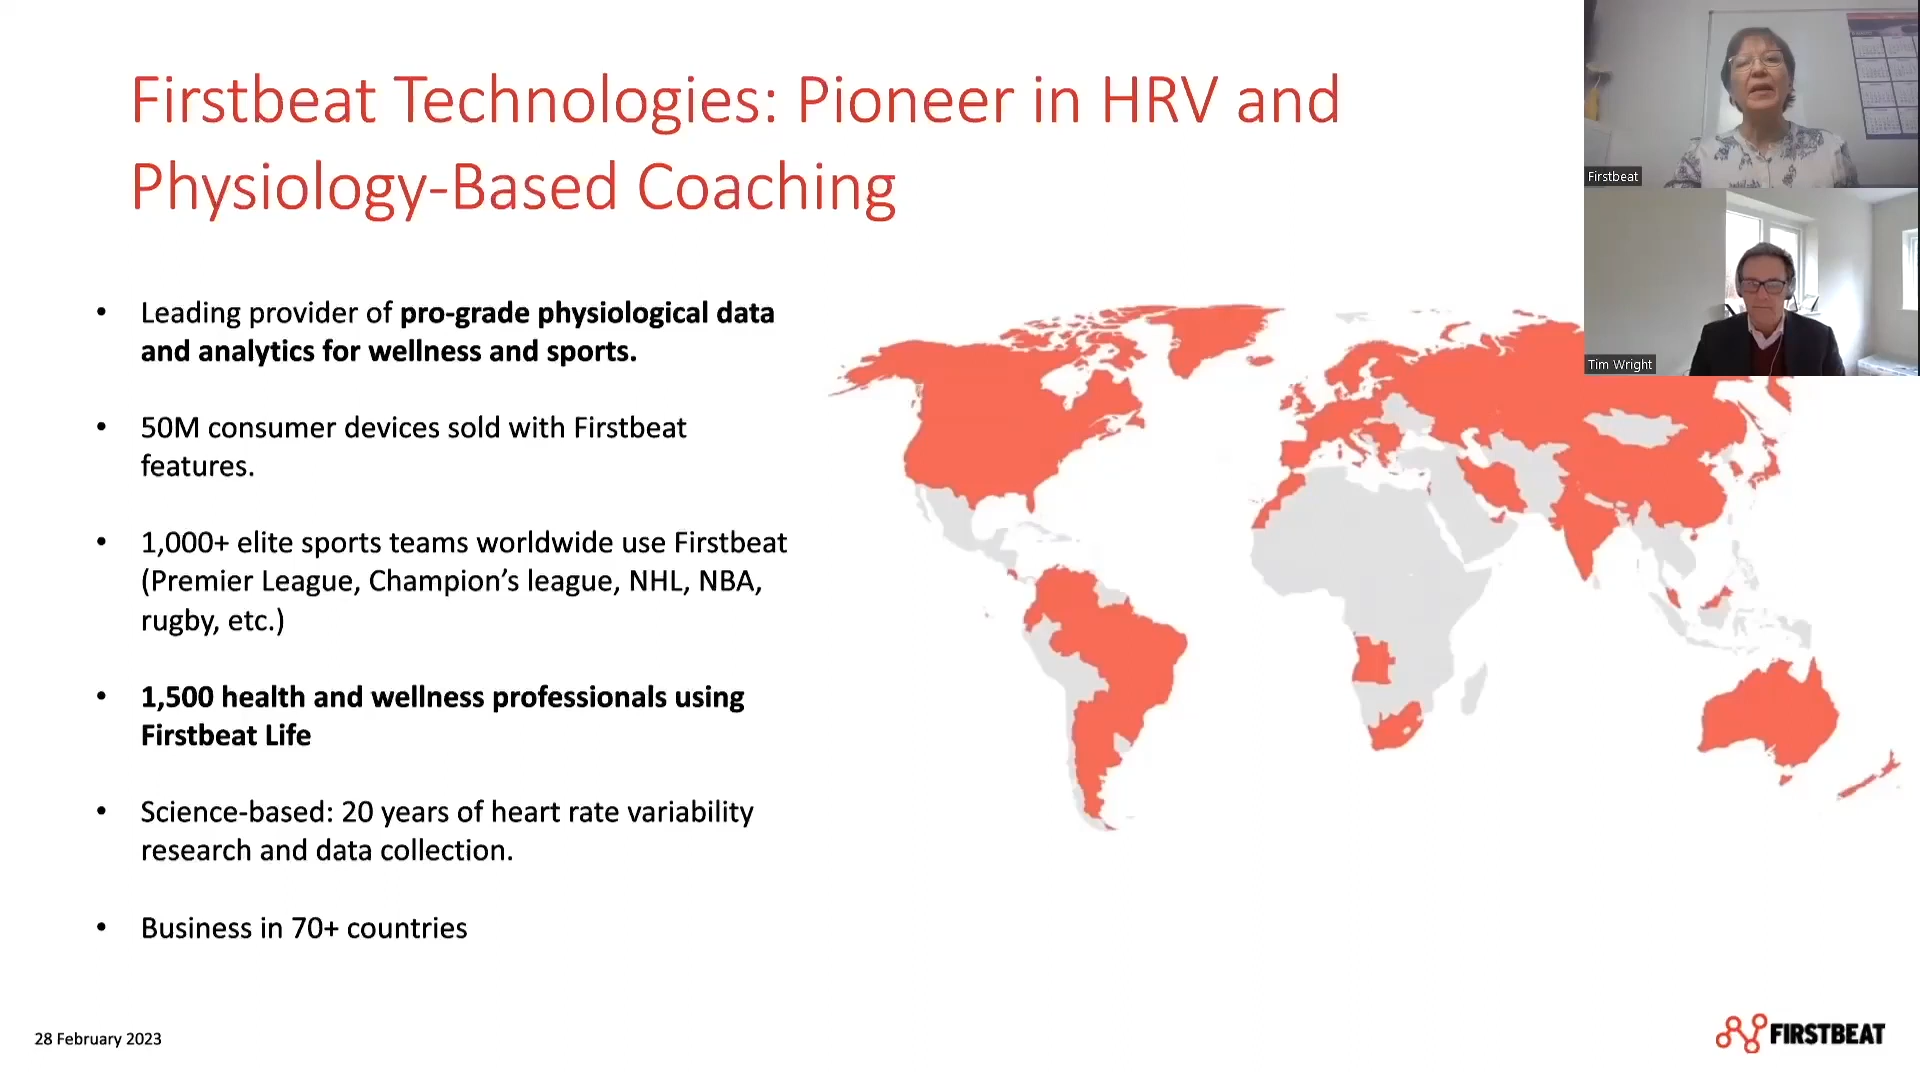 Firstbeat Technologies: Pioneer in HRV and
Physiology-Based Coaching
• Leading provider of pro-grade physiological data
and analytics for wellness and sports.
• 50M consumer devices sold with Firstbeat
features.
• 1,000+ elite sports teams worldwide use Firstbeat
(Premier League, Champion’s league, NHL, NBA,
rugby, etc.)
• 1,500 health and wellness professionals using
Firstbeat Life
• Science-based: 20 years of heart rate variability
research and data collection.
• Business in 70+ countries
28 February 2023
FIRSTBEAT
Firstbeat
Tim Wright